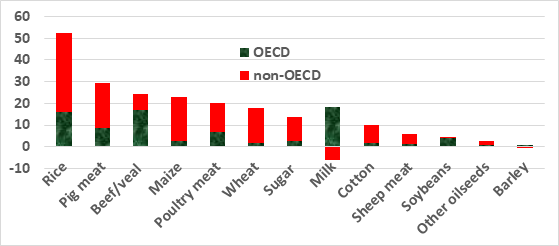 60
50
40
30
20
10
0
-10
OECD
non-OECD
Rice
Pig meat
Beef/veal
Maize
Poultry meat
Wheat
Sugar
Milk
Cotton
Sheep meat
Soybeans
Other oilseeds
Barley